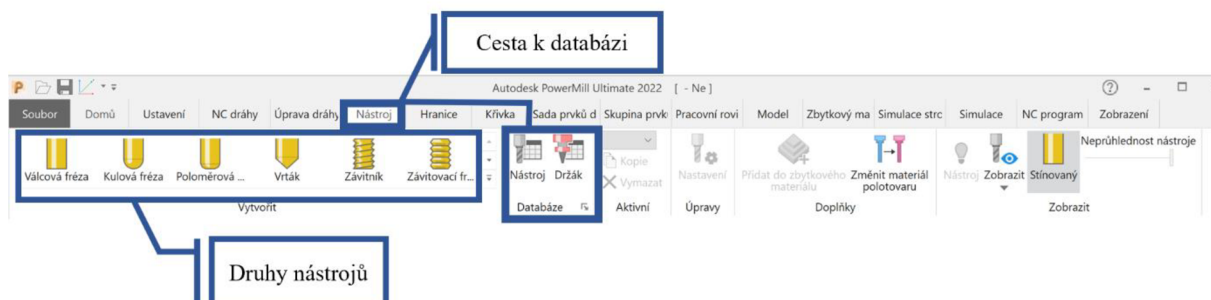 Cesta k databázi
Autodesk PowerMill Ultimate 2022 [ - Ne ]
Soubor Domů Ustavení NC dráhy Úprava dráhy Nástroj Hranice Křivka Sada prvků d Skupina prvk Pracovní rovi Model Zbytkový ma Simulace strc Simulace NC program Zobrazení
Válcová fréza Kulová fréza Poloměrová ... Vrták Závitník Závitovací fr...
Vytvořit
Nástroj Držák
Databáze
Kopie
Vymazat
Aktivní
Nastavení
Úpravy
Přidat do zbytkového
materiálu
Změnit materiál
polotovaru
Doplňky
Nástroj Zobrazit Stínovaný
Neprůhlednost nástroje
Zobrazit
Druhy nástrojů